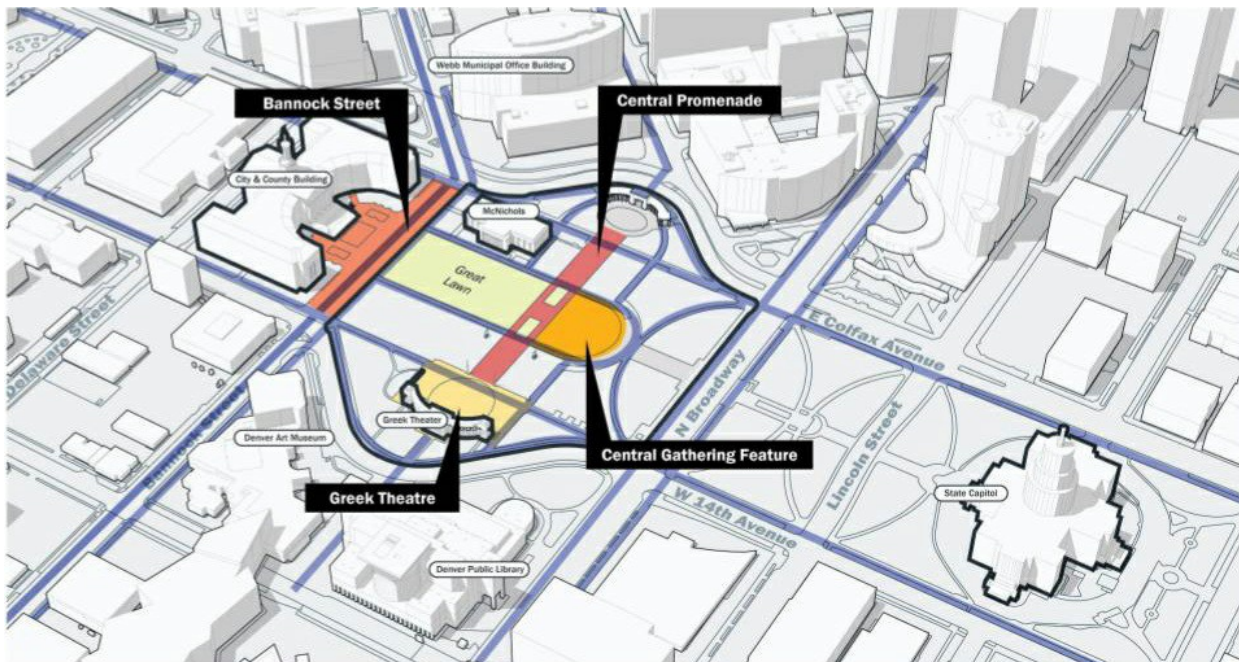 Webb Municipal Office Building
Bannock Street
Central Promenade
City & County Building
McNichols
Great
Lawn
E Colfax Avenue
Delaware Street
N Broadway
Lincoln Street
Bannock Street
Greek Theater
Denver Art Museum
Central Gathering Feature
Greek Theatre
State Capitol
W 14th Avenue
Denver Public Library